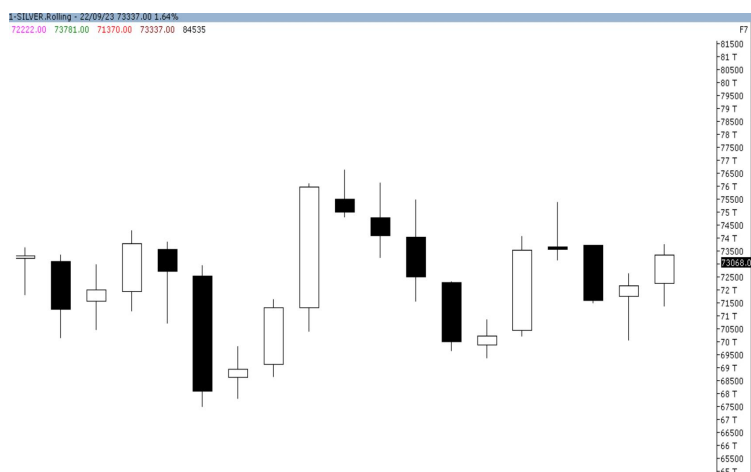 1-SILVER.Rolling - 22/09/23 73337.00 1.64%
72222.00 73781.00 71370.00 73337.00 84535
F7
81500
81 T
80500
80 T
79500
79 T
78500
78 T
77500
77 T
76500
76 T
75500
75 T
74500
74 T
73500
73068.0
72500
72 T
71500
71 T
70500
70 T
69500
69 T
68500
68 T
67500
67 T
66500
66 T
65500
65 T